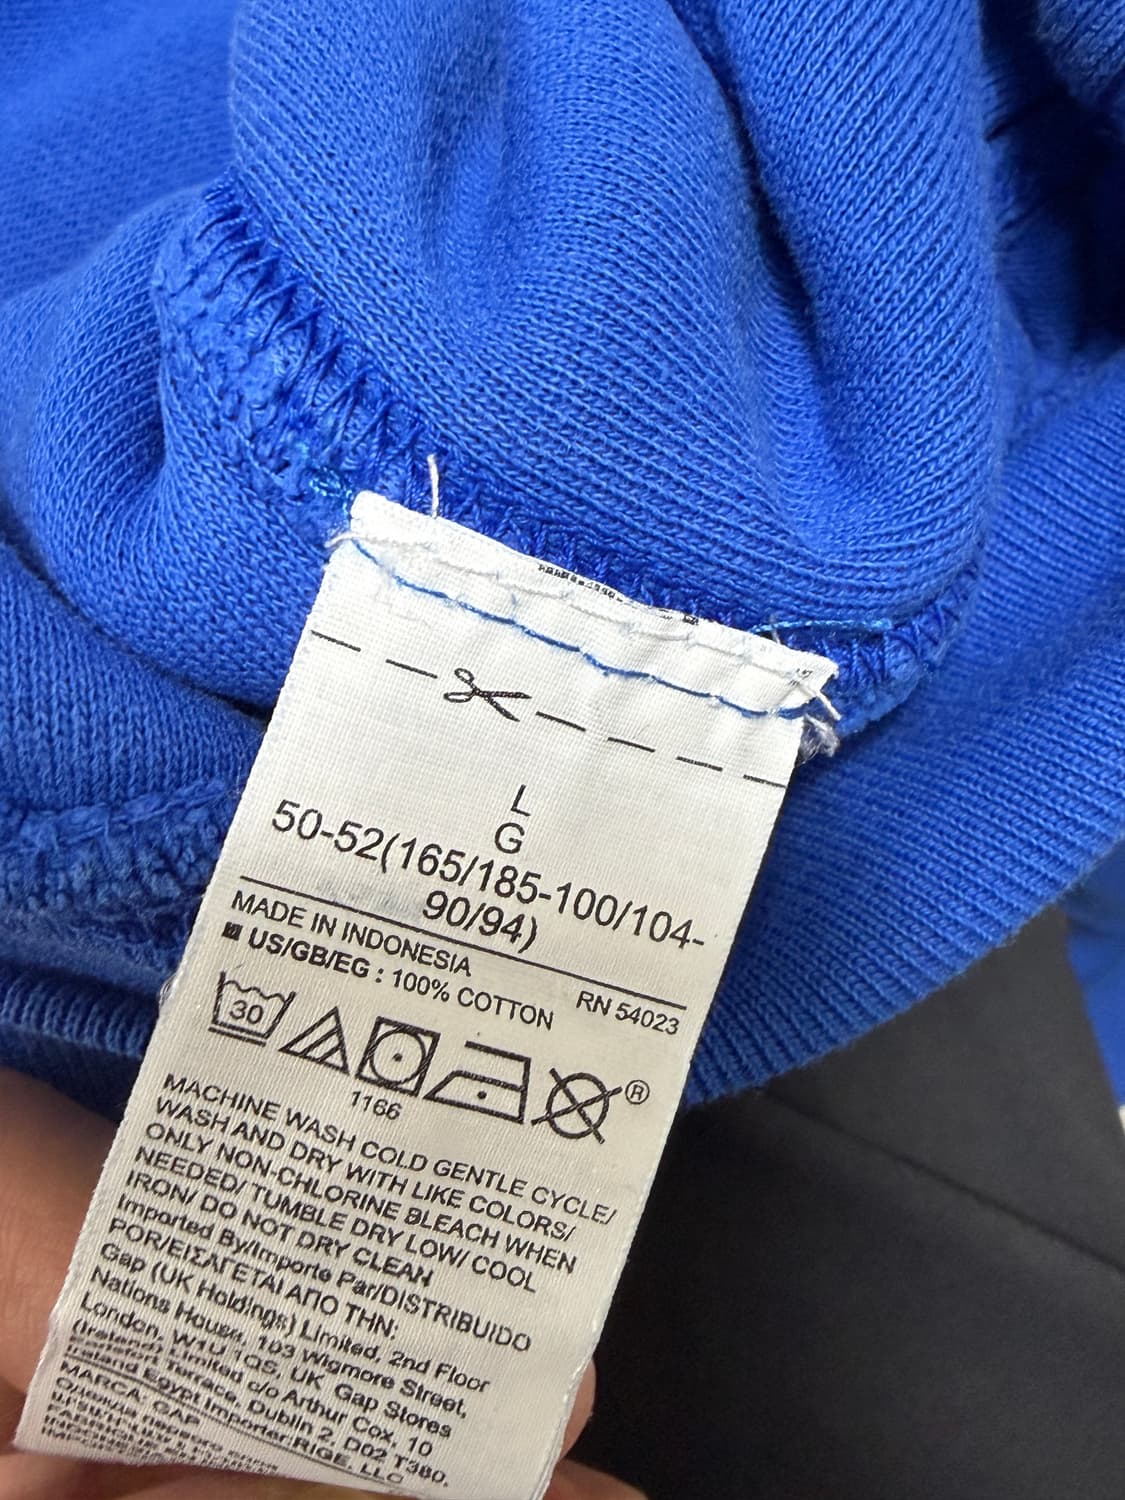 L
G
50-52(165/185-100/104-
90/94)
MADE IN INDONESIA
RN 54023
US/GB/EG : 100% COTTON
30
®
1166
MACHINE WASH COLD GENTLE CYCLE/
WASH AND DRY WITH LIKE COLORS/
ONLY NON-CHLORINE BLEACH WHEN
NEEDED/ TUMBLE DRY LOW/ COOL
IRON/ DO NOT DRY CLEAN
Imported By/Importe Par/DISTRIBUIDO
POR/ΕΙΣΑΓΕΤΑΙ ΑΠΟ ΤΗΝ:
Gap (UK Holdings) Limited, 2nd Floor
Nations House, 103 Wigmore Street,
London, W1U 1QS, UK Gap Stores
(Ireland) Limited c/o Arthur Cox, 10
Earlsfort Terrace, Dublin 2, D02 T380,
Ireland Egypt Importer:RIGE, LLC
MARCA: GAP